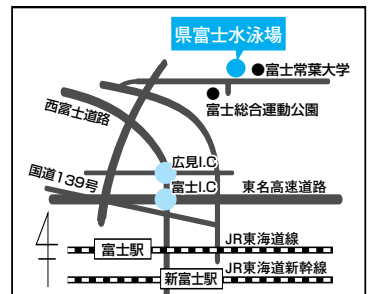 県富士水泳場
富士常葉大学
富士総合運動公園
西富士道路
広見I.C
国道139号
富士I.C
東名高速道路
JR東海道線
富士駅
JR東海道新幹線
新富士駅